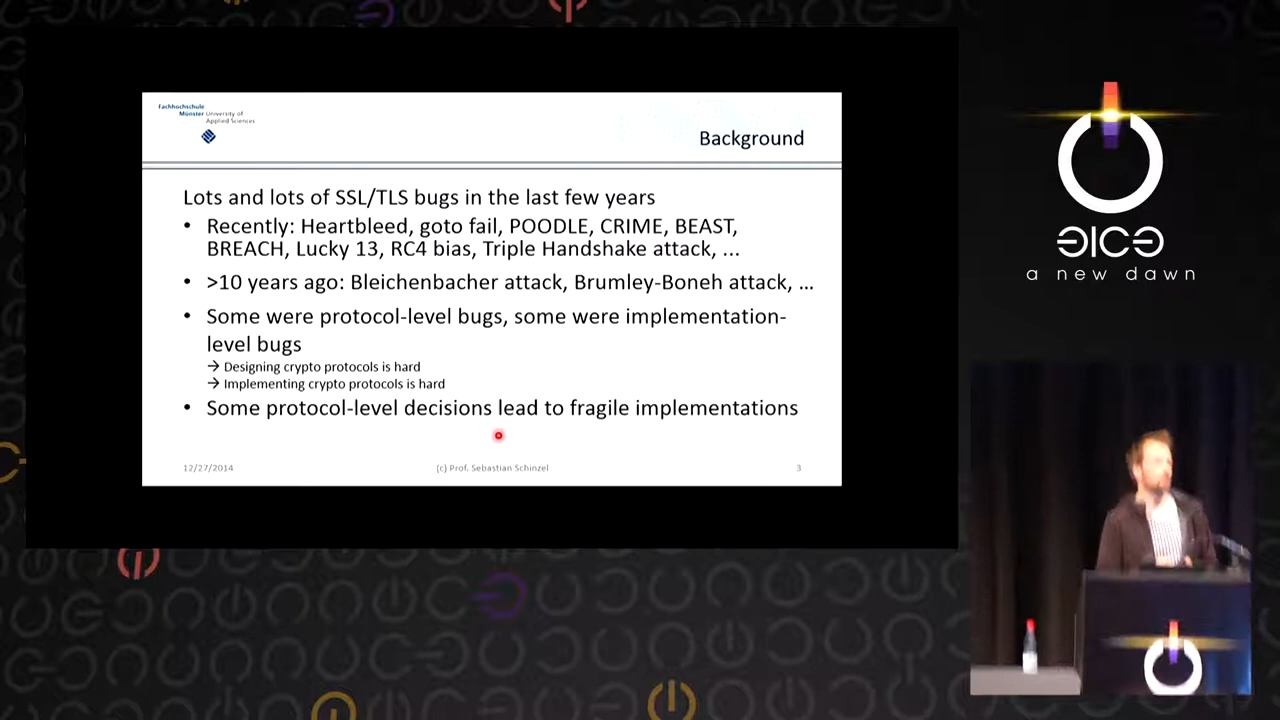 Fachhochschule
Münster University of
Applied Sciences
Background
Lots and lots of SSL/TLS bugs in the last few years
• Recently: Heartbleed, goto fail, POODLE, CRIME, BEAST,
BREACH, Lucky 13, RC4 bias, Triple Handshake attack, ...
• >10 years ago: Bleichenbacher attack, Brumley-Boneh attack, ...
• Some were protocol-level bugs, some were implementation-
level bugs
→ Designing crypto protocols is hard
→ Implementing crypto protocols is hard
• Some protocol-level decisions lead to fragile implementations
12/27/2014
(c) Prof. Sebastian Schinzel
3
a new dawn